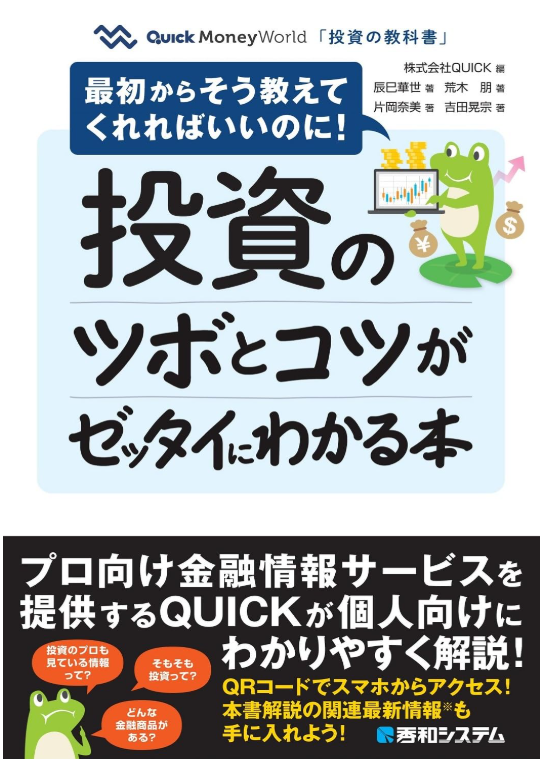 Quick MoneyWorld「投資の教科書」
株式会社QUICK 編
辰巳華世 著 荒木 朋 著
片岡奈美 著 吉田晃宗 著
最初からそう教えて
くれればいいのに!
¥
$
投資の
ツボとコツが
ゼッタイにわかる本
プロ向け金融情報サービスを
提供するQUICKが個人向けに
わかりやすく解説!
投資のプロも
見ている情報
って?
そもそも
投資って?
どんな
金融商品が
ある?
QRコードでスマホからアクセス!
本書解説の関連最新情報※も
手に入れよう!
秀和システム